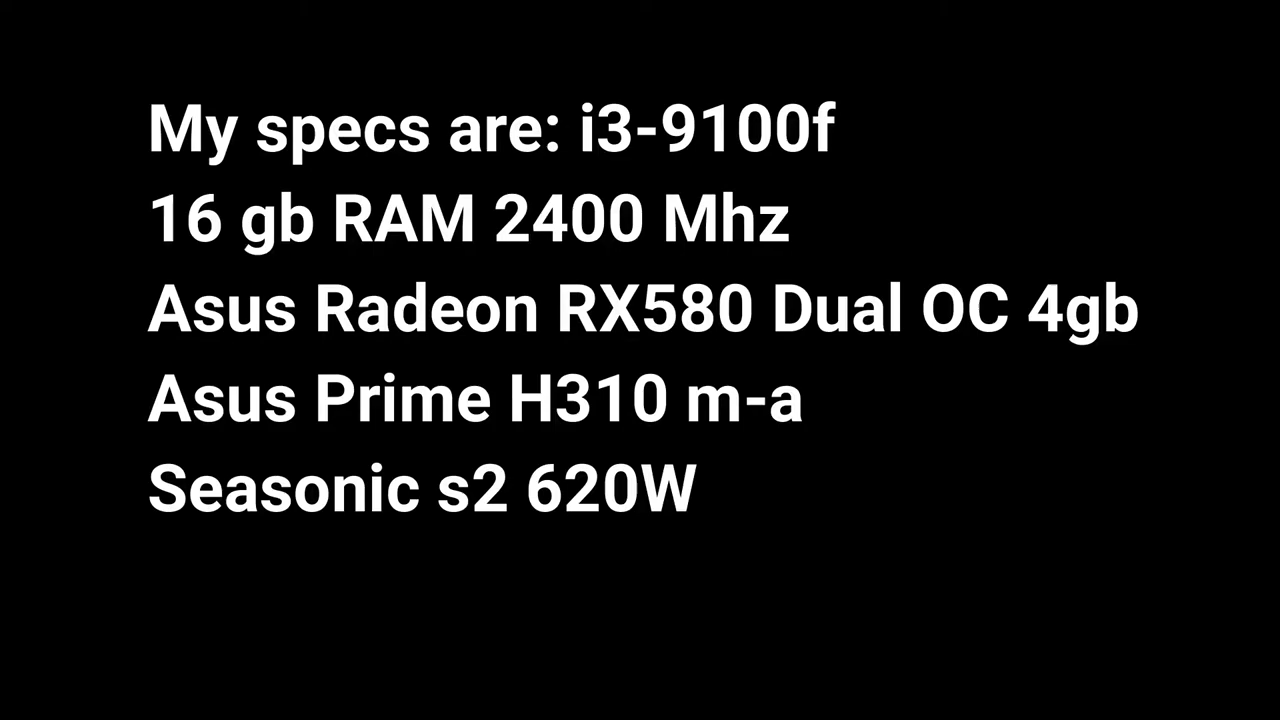 My specs are: i3-9100f
16 gb RAM 2400 Mhz
Asus Radeon RX580 Dual OC 4gb
Asus Prime H310 m-a
Seasonic s2 620W